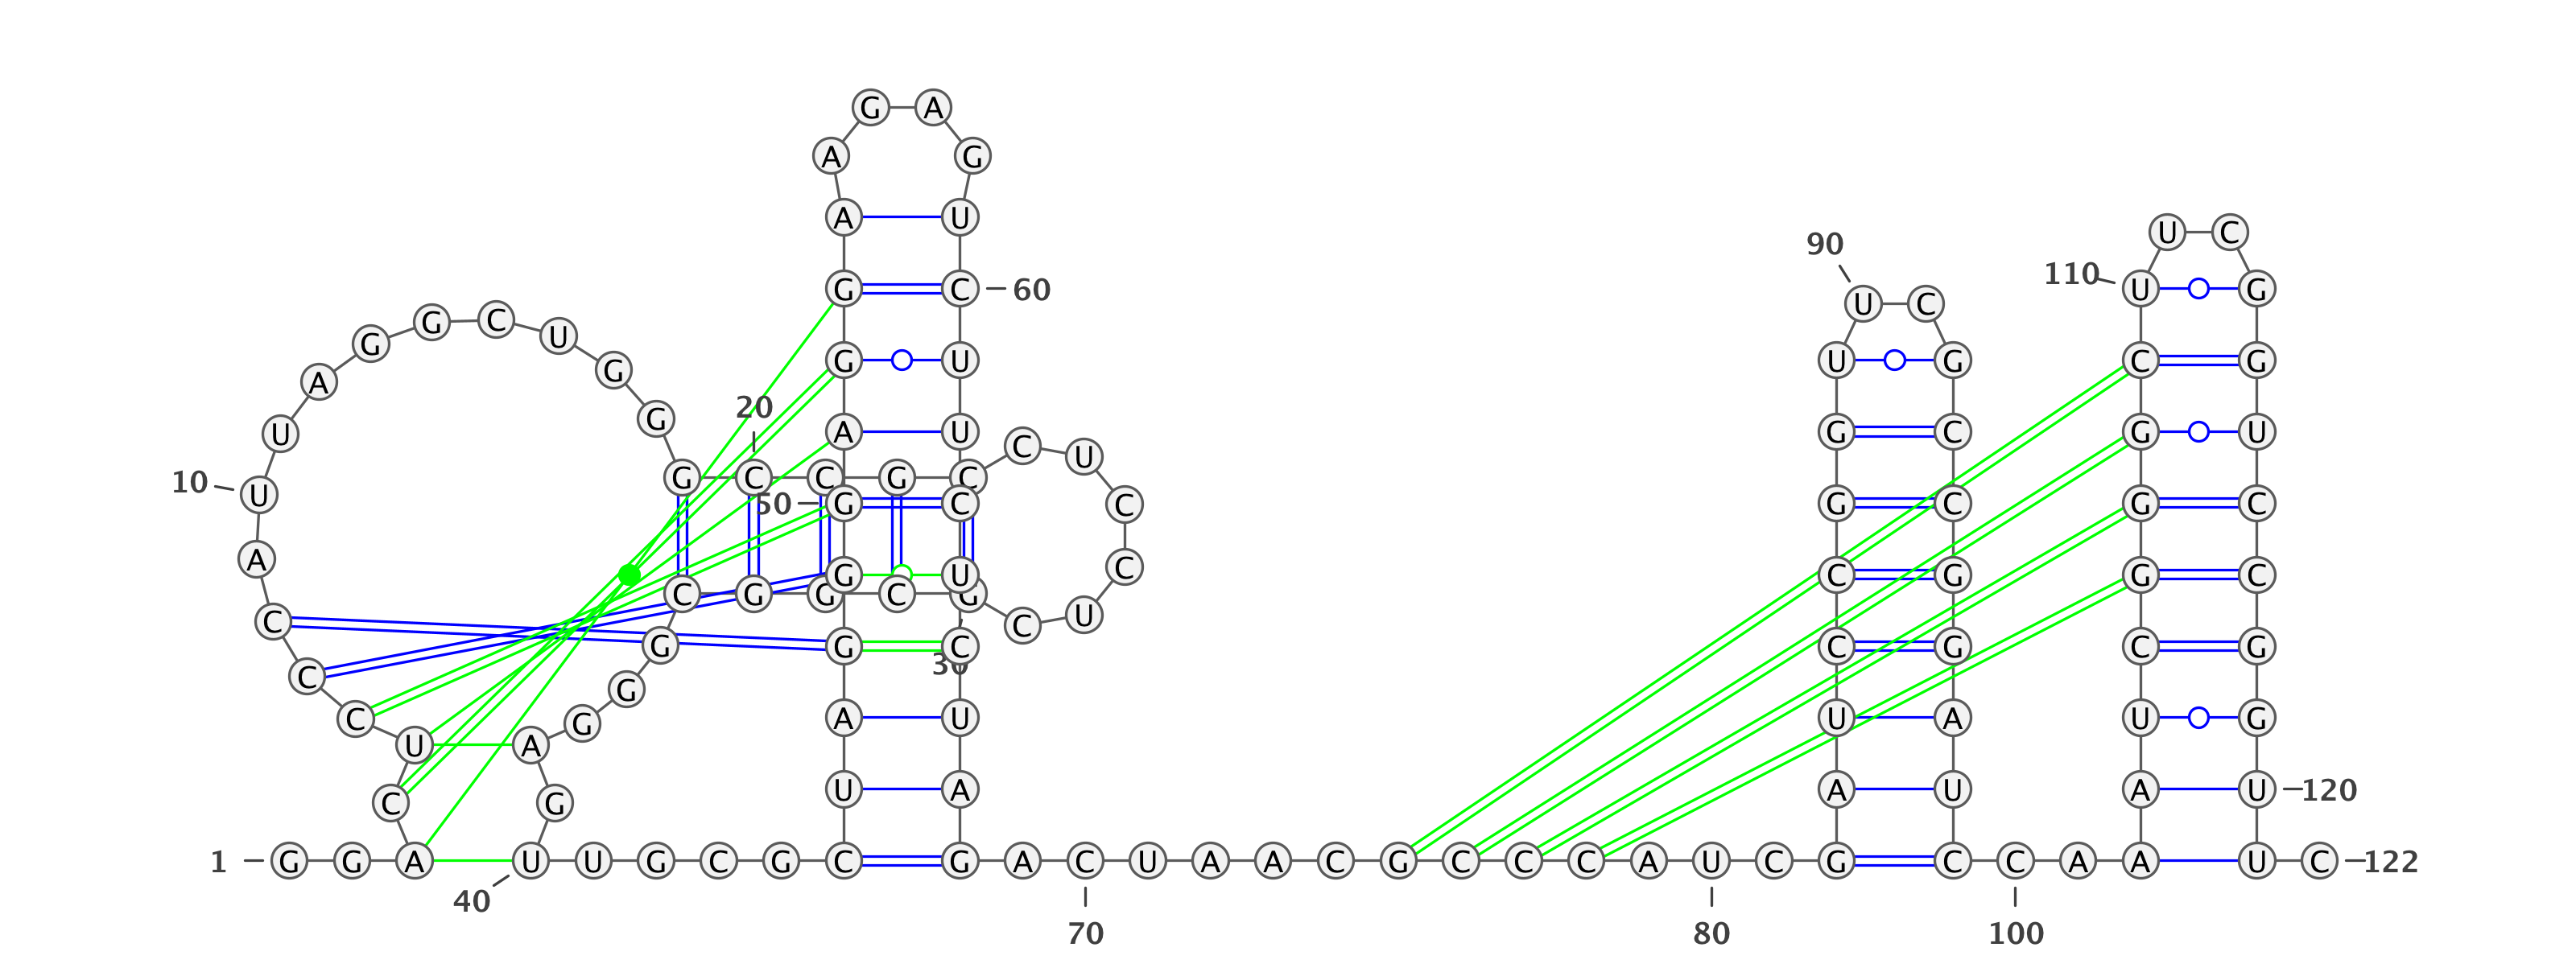 G A
A G
A U
U C
90
110
G C 60 U G
U C
G C
U
G
G U U G C G
G
A
20
G
U A U G C G U
C U
G C C G C
10 U
50 G C C G C G C
A C
G U C G G C
C G G C G
C U C
G G C C G C G
30
C
G
C G A U U A U G
U A
U A A U A U 120
C G
1 G G A U U G C G C G A C U A A C G C C C A U C G C C A A U C 122
40
70 80 100